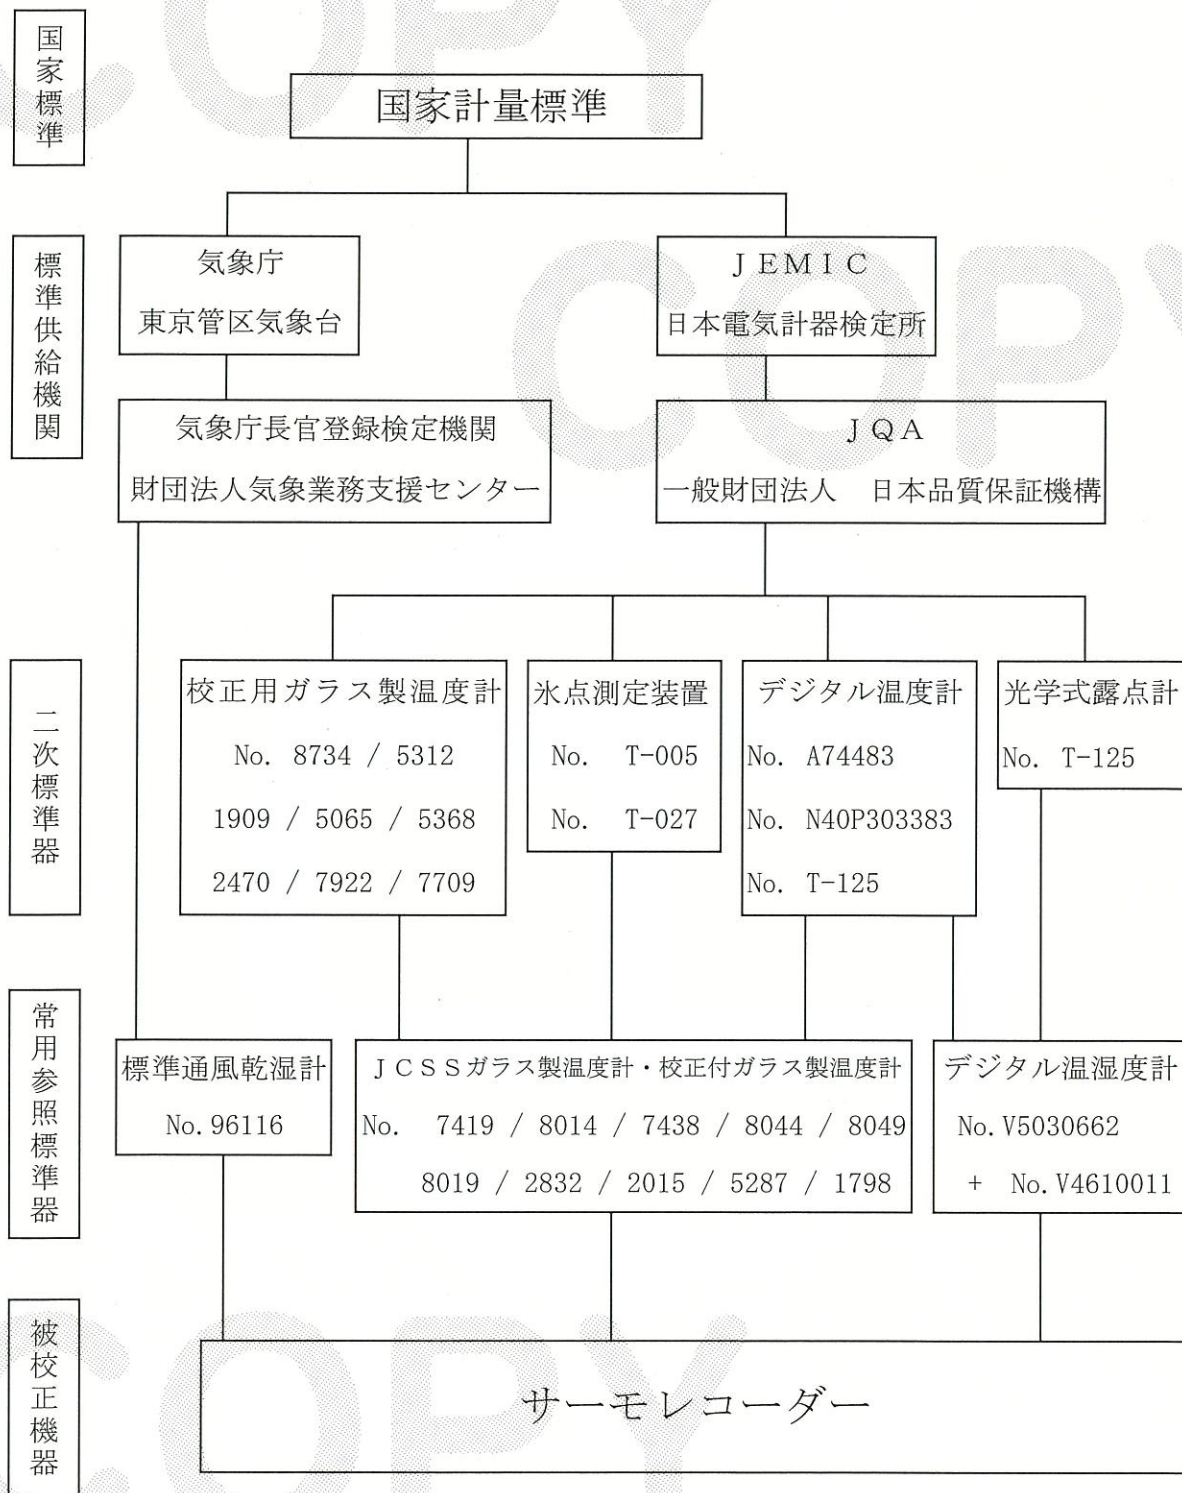 国家標準
国家計量標準
標準供給機関
気象庁
東京管区気象台
JEMIC
日本電気計器検定所
気象庁長官登録検定機関
財団法人気象業務支援センター
JQA
一般財団法人　日本品質保証機構
二次標準器
校正用ガラス製温度計
No. 8734 / 5312
1909 / 5065 / 5368
2470 / 7922 / 7709
氷点測定装置
No. T-005
No. T-027
デジタル温度計
No. A74483
No. N40P303383
No. T-125
光学式露点計
No. T-125
常用参照標準器
標準通風乾湿計
No.96116
JCSSガラス製温度計・校正付ガラス製温度計
No. 7419 / 8014 / 7438 / 8044 / 8049
8019 / 2832 / 2015 / 5287 / 1798
デジタル温湿度計
No.V5030662
+ No.V4610011
被校正機器
サーモレコーダー
COPY
COPY
COPY